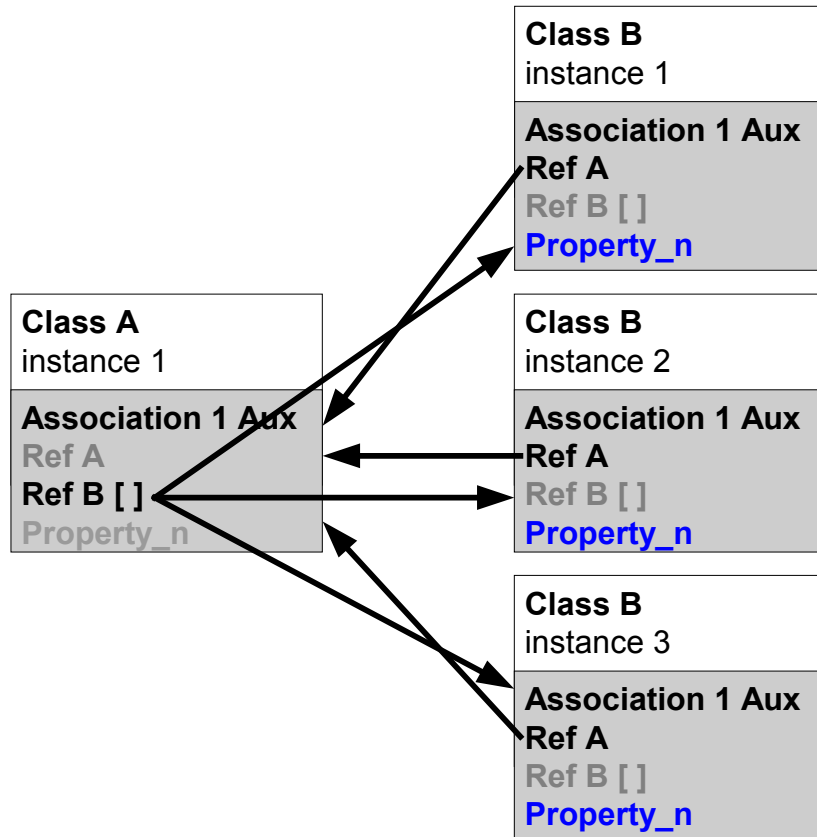 Class B
instance 1
Association 1 Aux
Ref A
Ref B [ ]
Property_n
Class A
instance 1
Association 1 Aux
Ref A
Ref B [ ]
Property_n
Class B
instance 2
Association 1 Aux
Ref A
Ref B [ ]
Property_n
Class B
instance 3
Association 1 Aux
Ref A
Ref B [ ]
Property_n